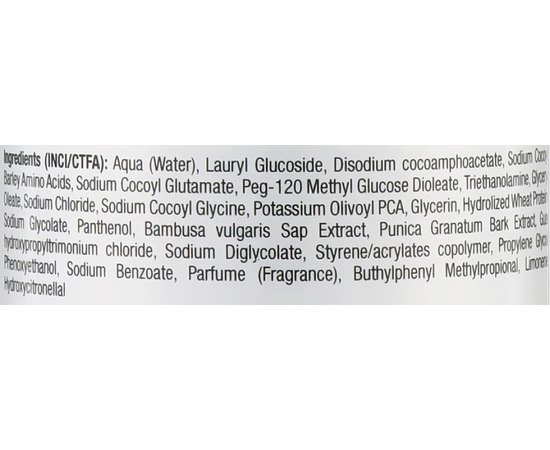 Ingredients (INCI/CTFA): Aqua (Water), Lauryl Glucoside, Disodium cocoamphoacetate, Sodium Cocoyl
Barley Amino Acids, Sodium Cocoyl Glutamate, Peg-120 Methyl Glucose Dioleate, Triethanolamine, Glyceryl
Oleate, Sodium Chloride, Sodium Cocoyl Glycine, Potassium Olivoyl PCA, Glycerin, Hydrolized Wheat Protein,
Sodium Glycolate, Panthenol, Bambusa vulgaris Sap Extract, Punica Granatum Bark Extract, Guar
hydroxypropyltrimonium chloride, Sodium Diglycolate, Styrene/acrylates copolymer, Propylene Glycol,
Phenoxyethanol, Sodium Benzoate, Parfume (Fragrance), Buthylphenyl Methylpropional, Limonene,
Hydroxycitronellal